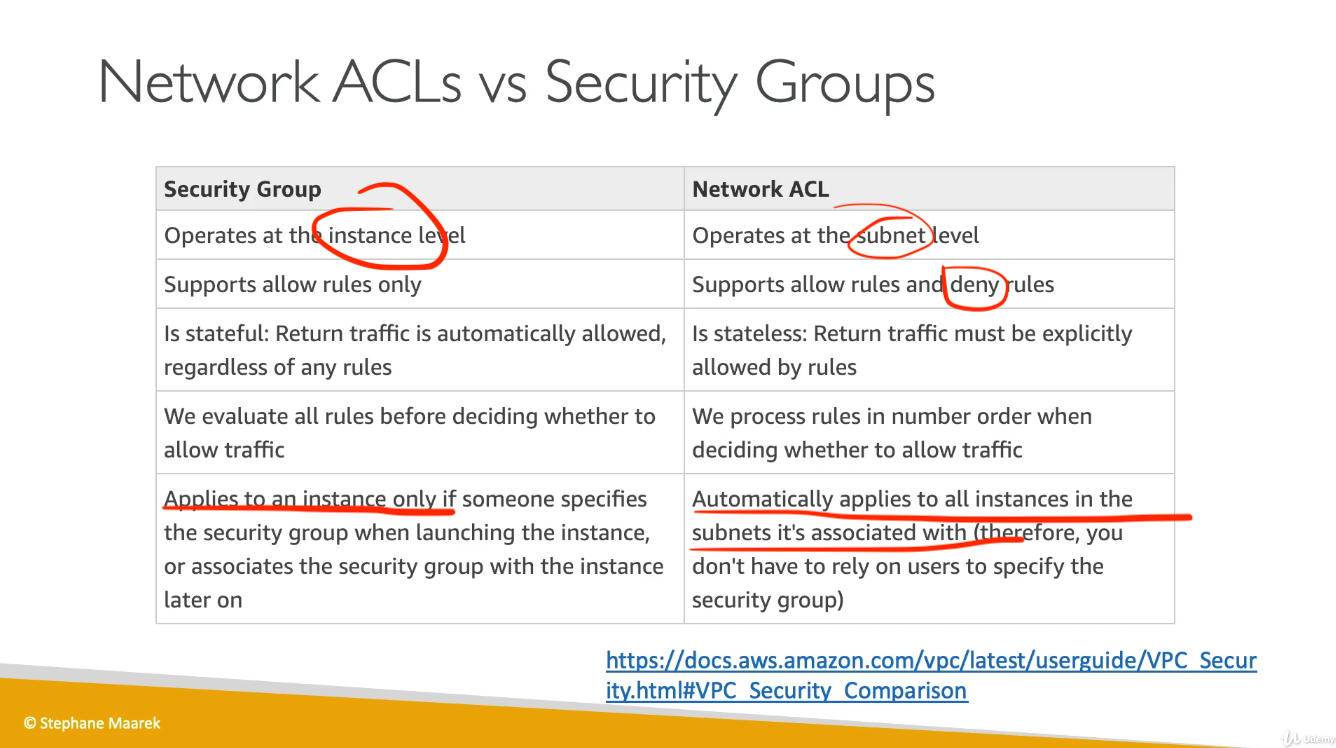 Network ACLs vs Security Groups
Security Group
Network ACL
Operates at the instance level
Operates at the subnet level
Supports allow rules only
Supports allow rules and deny rules
Is stateful: Return traffic is automatically allowed,
regardless of any rules
Is stateless: Return traffic must be explicitly
allowed by rules
We evaluate all rules before deciding whether to
allow traffic
We process rules in number order when
deciding whether to allow traffic
Applies to an instance only if someone specifies
the security group when launching the instance,
or associates the security group with the instance
later on
Automatically applies to all instances in the
subnets it's associated with (therefore, you
don't have to rely on users to specify the
security group)
https://docs.aws.amazon.com/vpc/latest/userguide/VPC_Secur
ity.html#VPC_Security_Comparison
© Stephane Maarek
Udemy